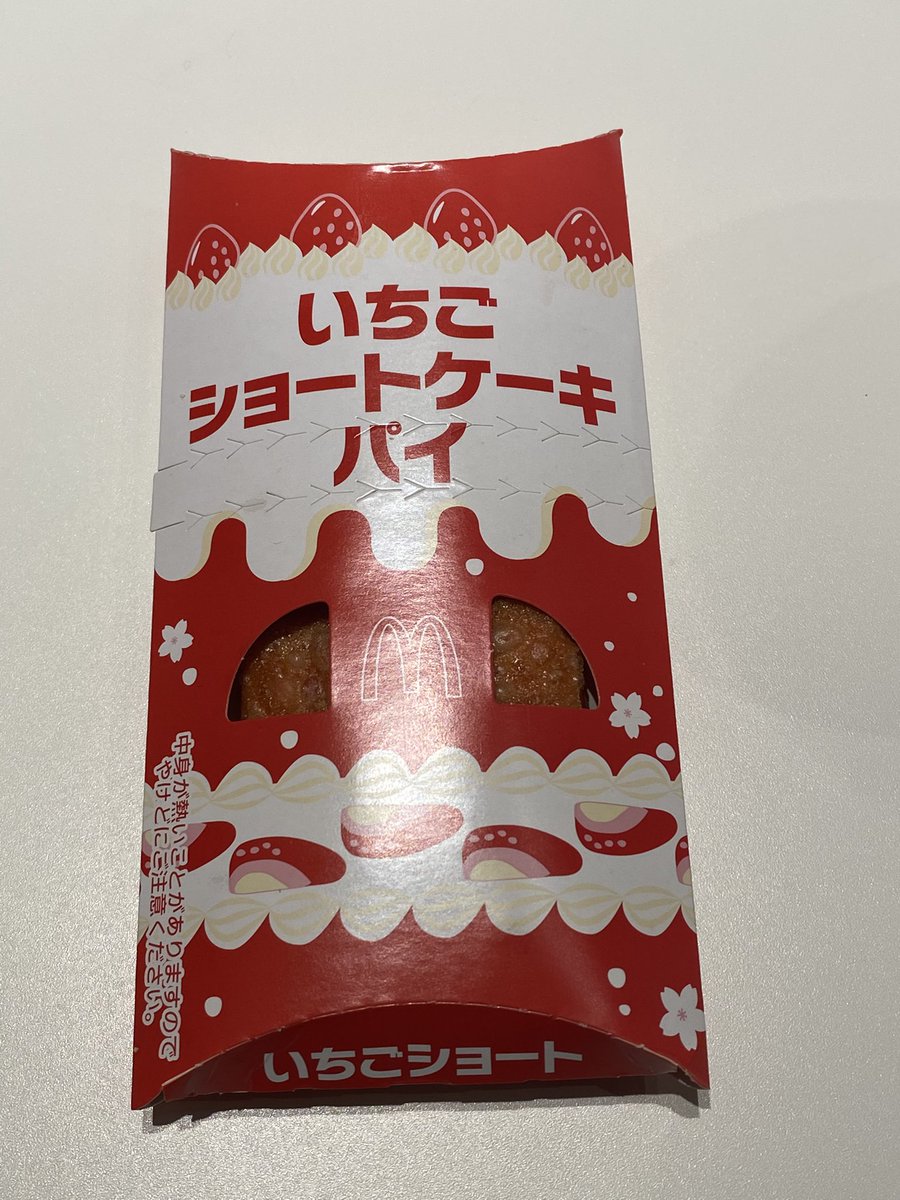 いちご
ショートケーキ
パイ
中身が熱いことがありますので
やけどにご注意ください。
いちごショート